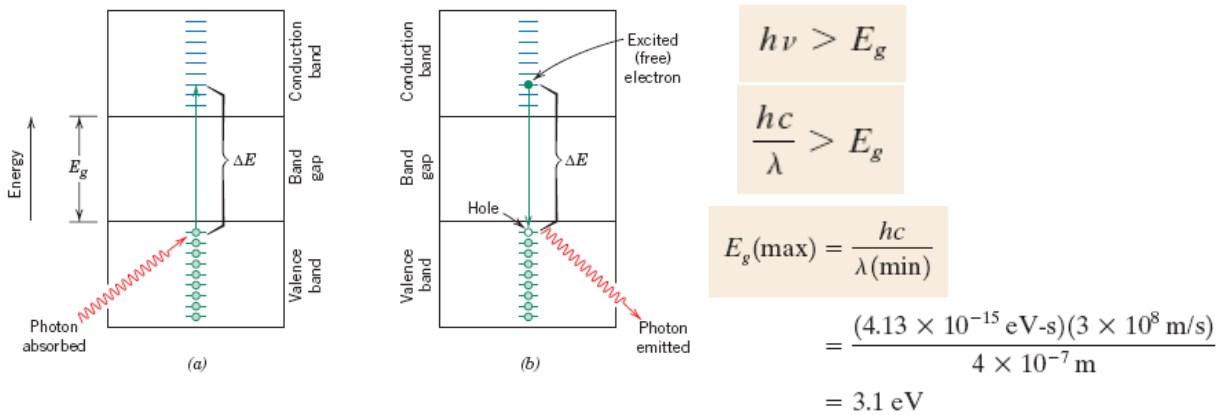 Energy
E_g
Conduction band
Band gap
Valence band
ΔE
Photon
absorbed
(a)
Conduction band
Band gap
Valence band
Excited
(free)
electron
ΔE
Hole
Photon
emitted
(b)
hν > E_g
hc/λ > E_g
E_g(max) = hc/λ(min)
= (4.13 × 10⁻¹⁵ eV-s)(3 × 10⁸ m/s)/4 × 10⁻⁷ m
= 3.1 eV